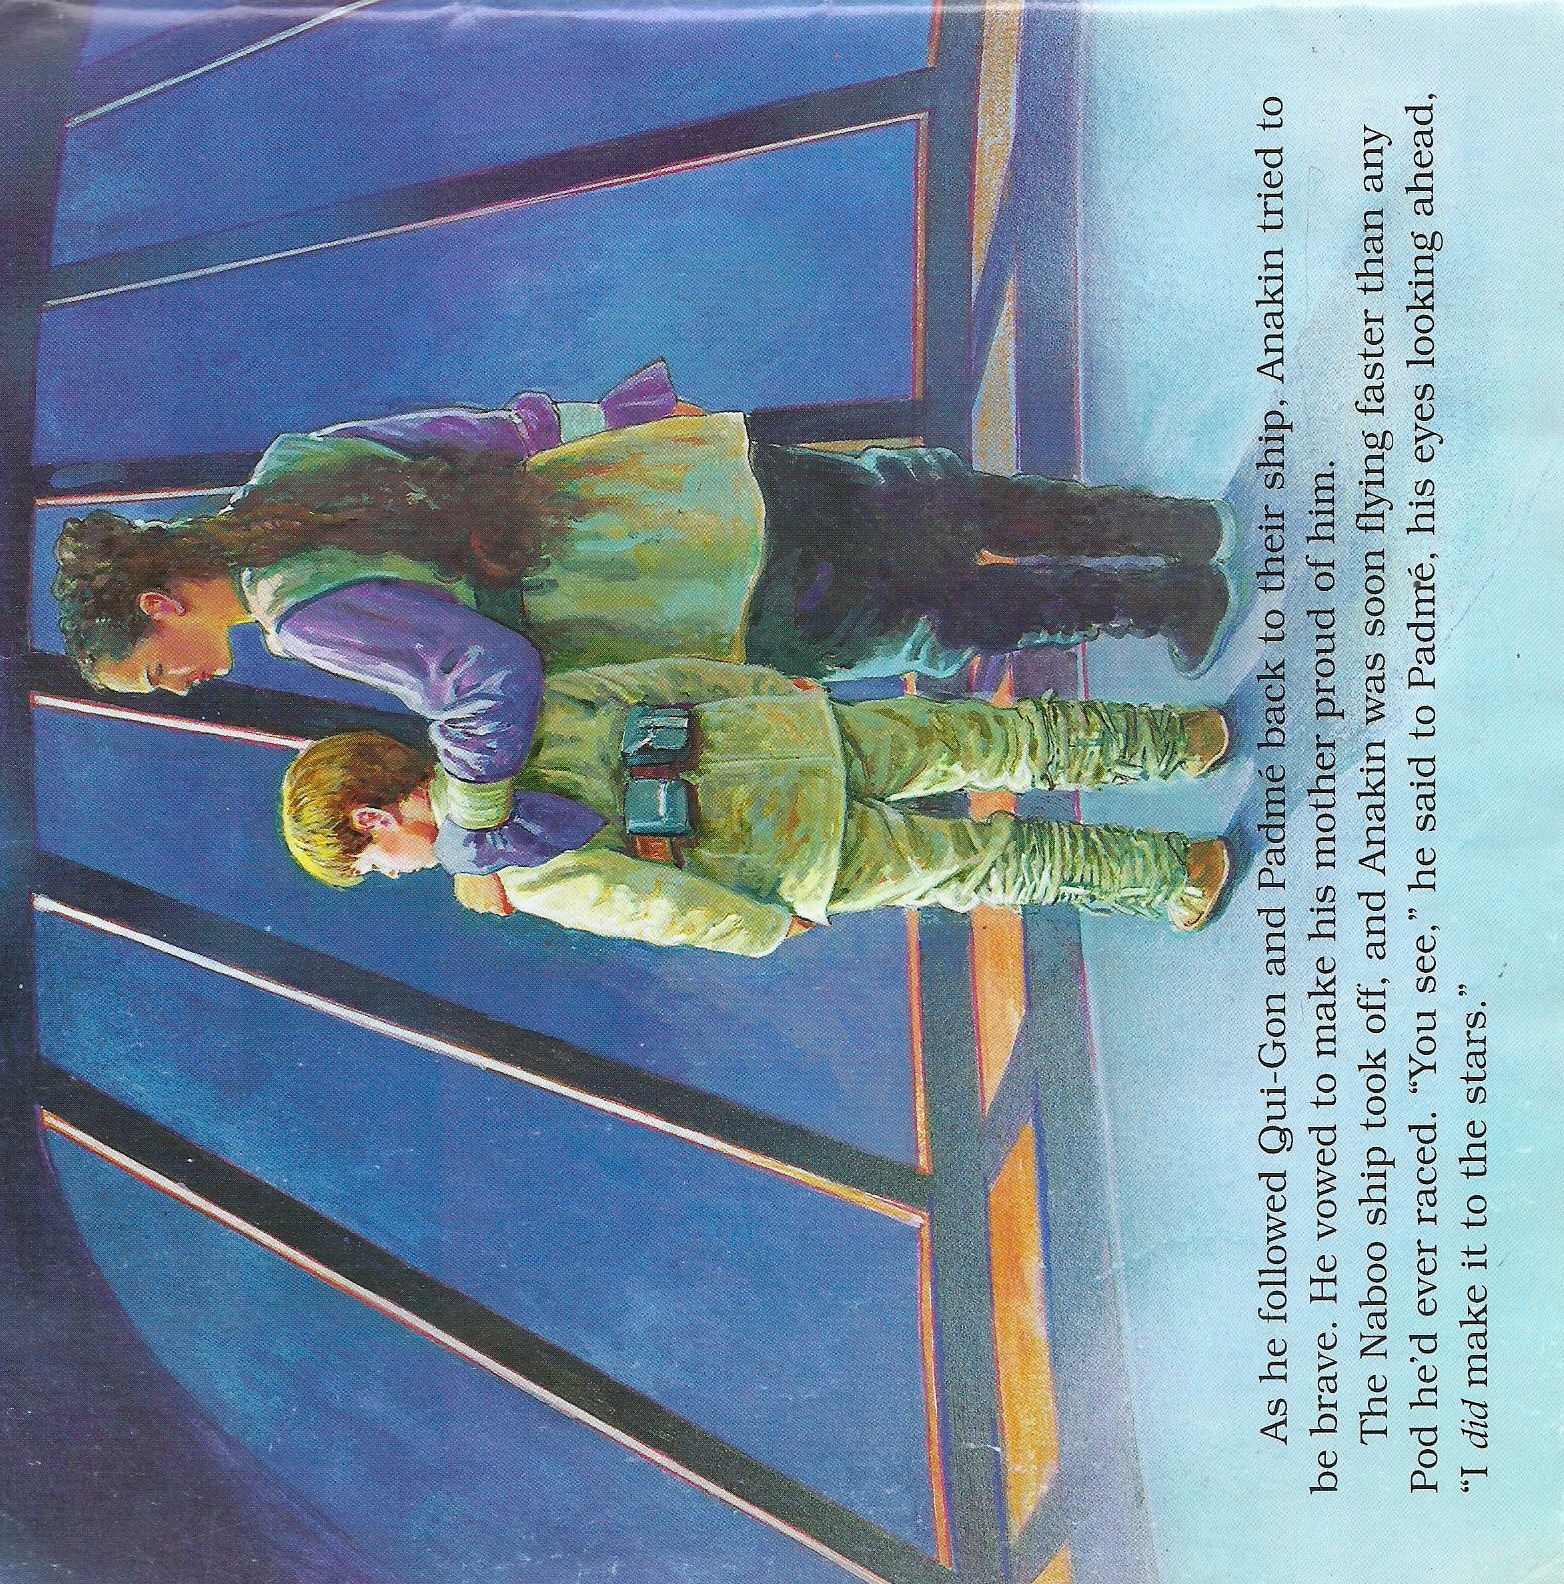 As he followed Qui-Gon and Padmé back to their ship, Anakin tried to
be brave. He vowed to make his mother proud of him.
The Naboo ship took off, and Anakin was soon flying faster than any
Pod he’d ever raced. “You see,” he said to Padmé, his eyes looking ahead,
“I did make it to the stars.”